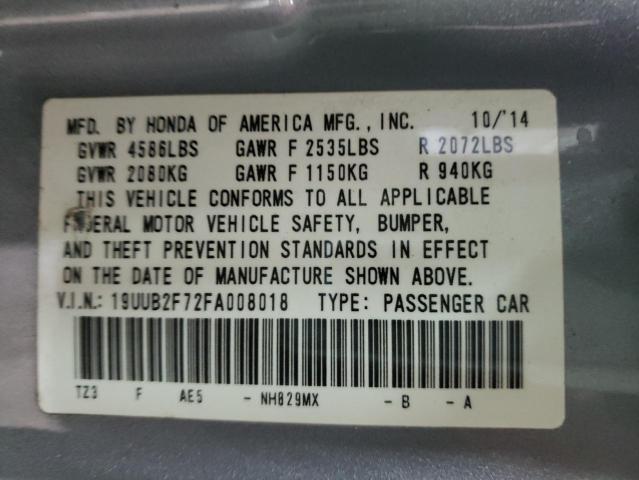 MFD. BY HONDA OF AMERICA MFG., INC. 10/'14
GVWR 4586LBS GAWR F 2535LBS R 2072LBS
GVWR 2080KG GAWR F 1150KG R 940KG
THIS VEHICLE CONFORMS TO ALL APPLICABLE
FEDERAL MOTOR VEHICLE SAFETY, BUMPER,
AND THEFT PREVENTION STANDARDS IN EFFECT
ON THE DATE OF MANUFACTURE SHOWN ABOVE.
V.I.N.: 19UUB2F72FA008018 TYPE: PASSENGER CAR
TZ3 F AE5 - NH829MX - B - A